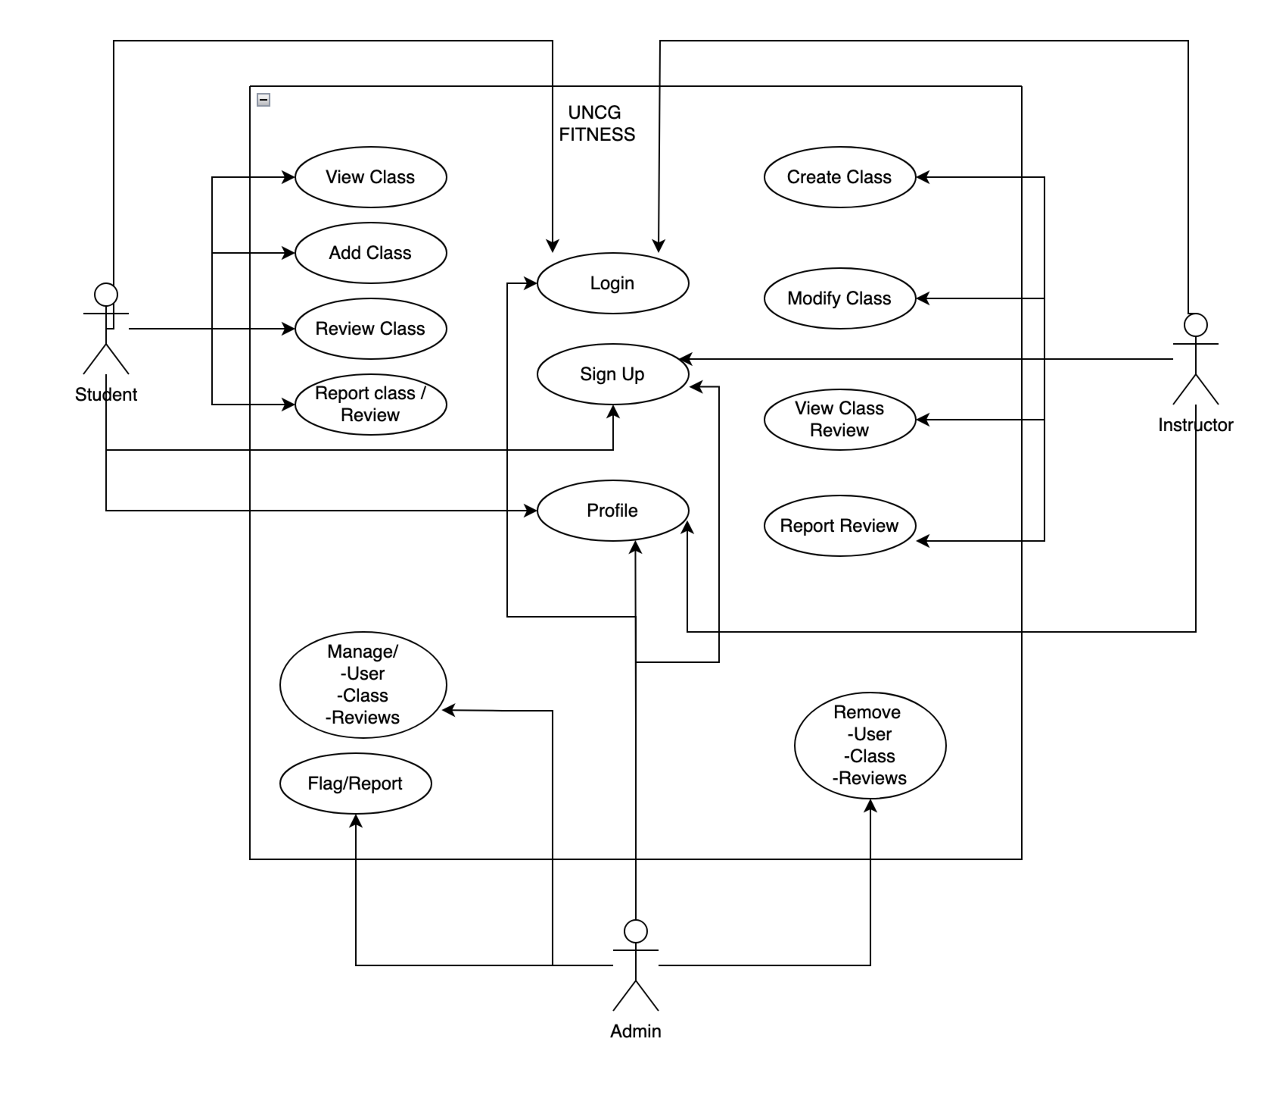 UNCG
FITNESS
View Class
Add Class
Review Class
Report class /
Review
Login
Sign Up
Profile
Create Class
Modify Class
View Class
Review
Report Review
Student
Instructor
Manage/
-User
-Class
-Reviews
Flag/Report
Remove
-User
-Class
-Reviews
Admin